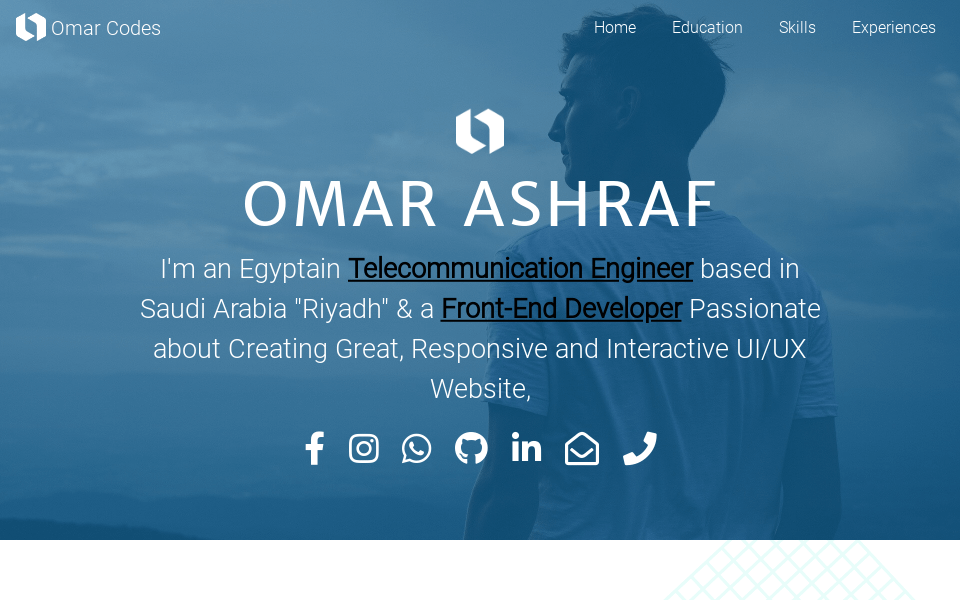 Omar Codes
Home
Education
Skills
Experiences
OMAR ASHRAF
I'm an Egyptain Telecommunication Engineer based in
Saudi Arabia "Riyadh" & a Front-End Developer Passionate
about Creating Great, Responsive and Interactive UI/UX
Website,